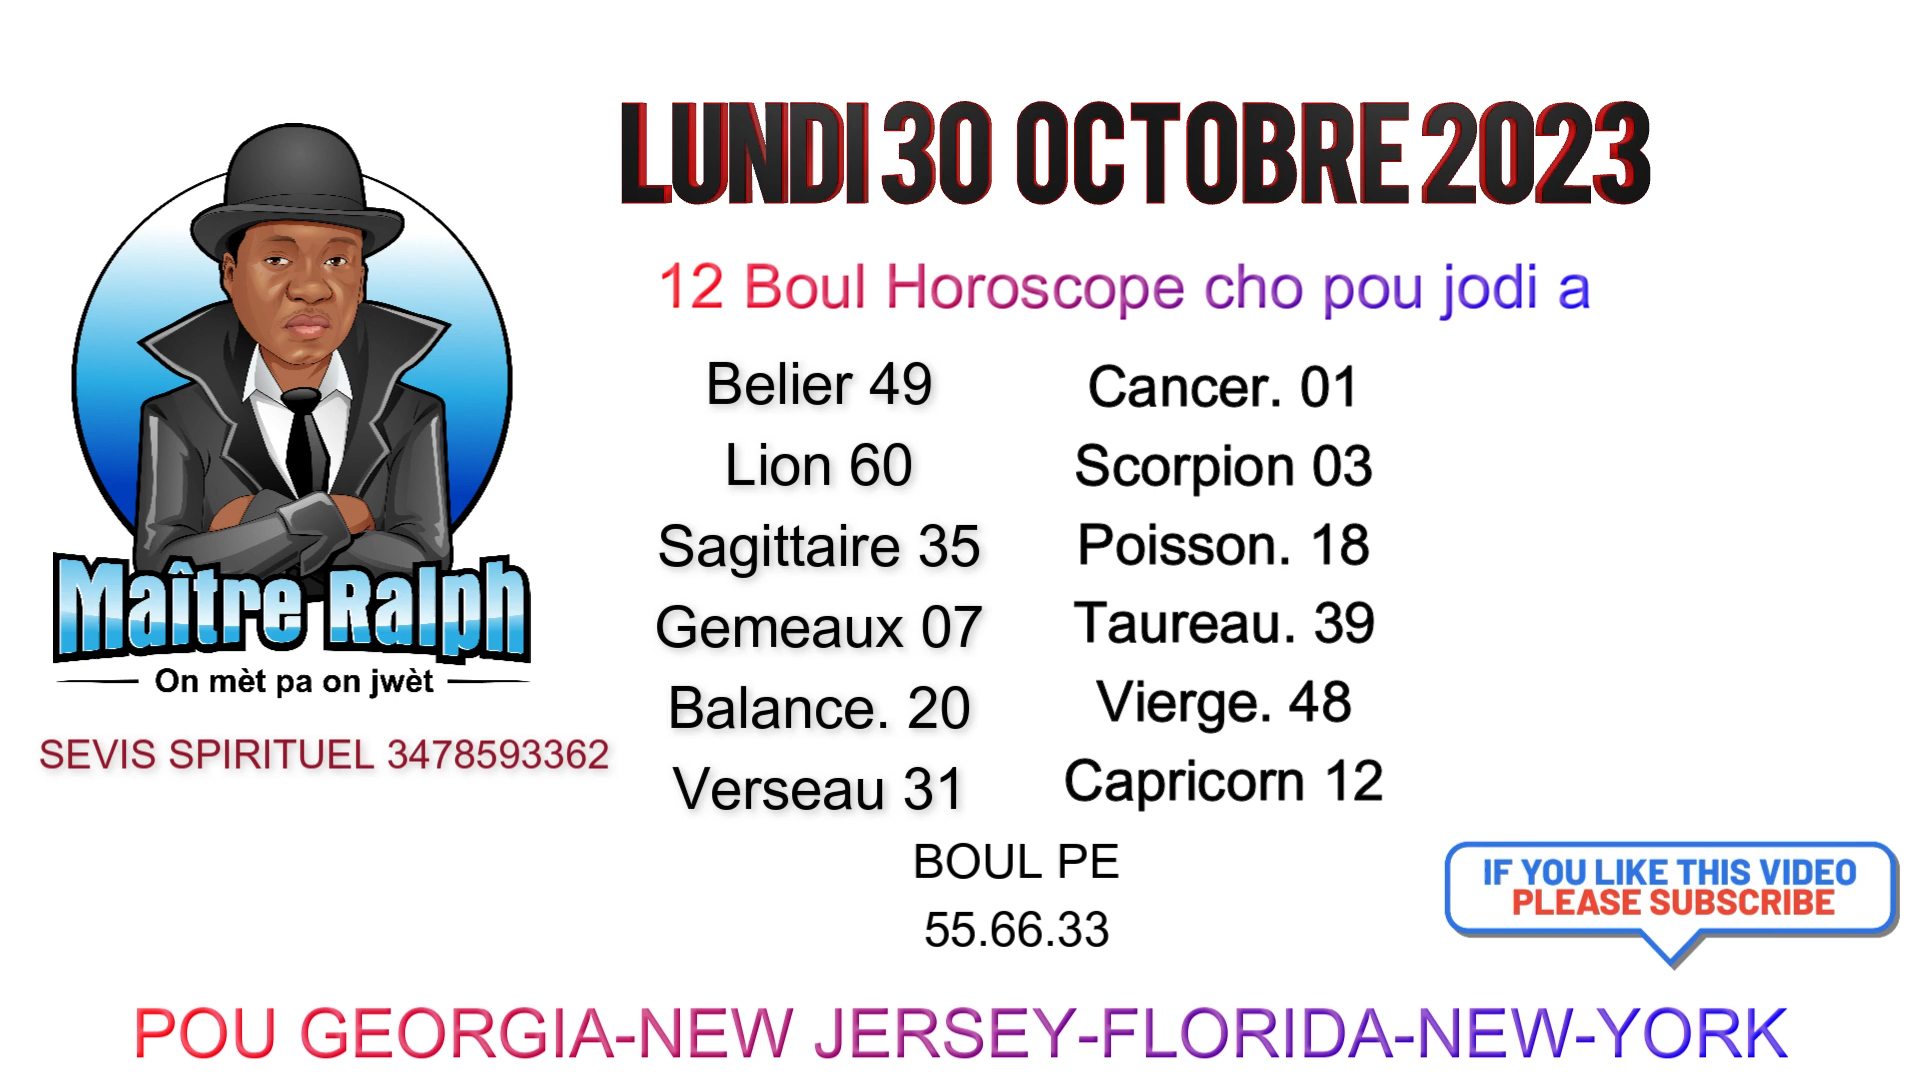 LUNDI 30 OCTOBRE 2023
12 Boul Horoscope cho pou jodi a
Belier 49
Lion 60
Sagittaire 35
Gemeaux 07
Balance. 20
Verseau 31
Cancer. 01
Scorpion 03
Poisson. 18
Taureau. 39
Vierge. 48
Capricorn 12
BOUL PE
55.66.33
Maître Ralph
On mèt pa on jwèt
SEVIS SPIRITUEL 3478593362
IF YOU LIKE THIS VIDEO
PLEASE SUBSCRIBE
POU GEORGIA-NEW JERSEY-FLORIDA-NEW-YORK